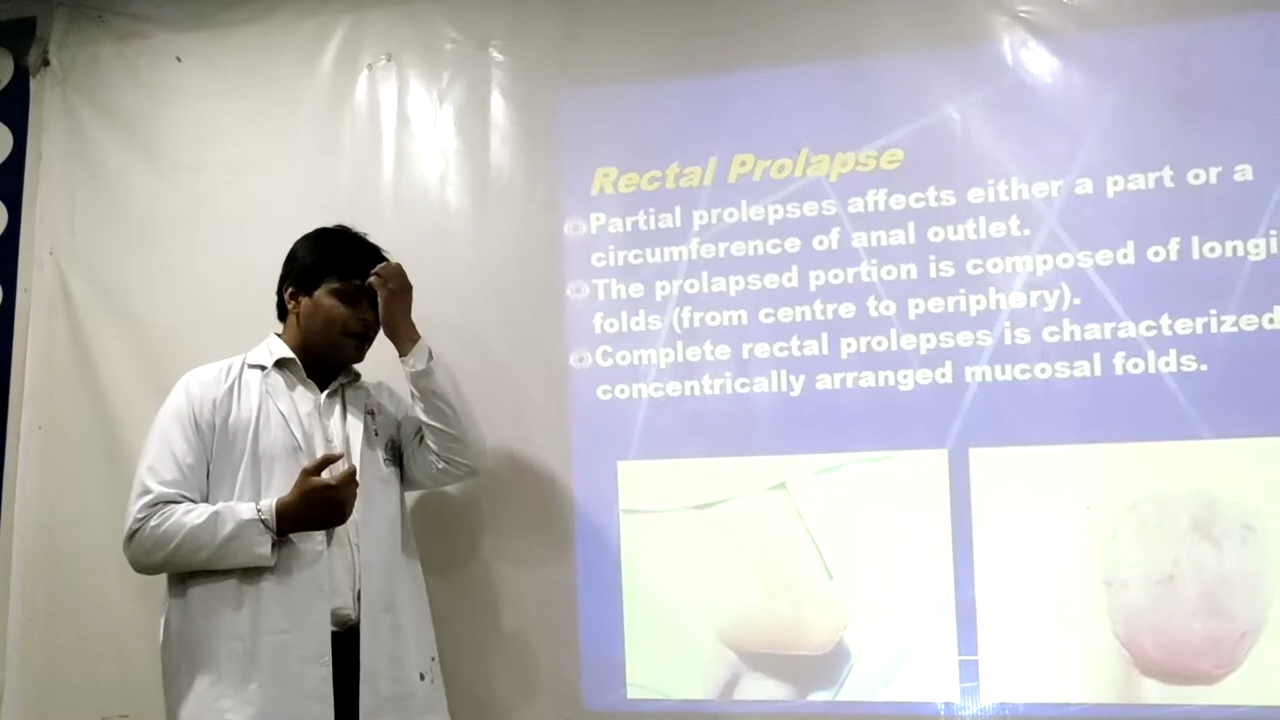 Rectal Prolapse
Partial prolepses affects either a part or a
circumference of anal outlet.
The prolapsed portion is composed of longi
folds (from centre to periphery).
Complete rectal prolepses is characterized
concentrically arranged mucosal folds.